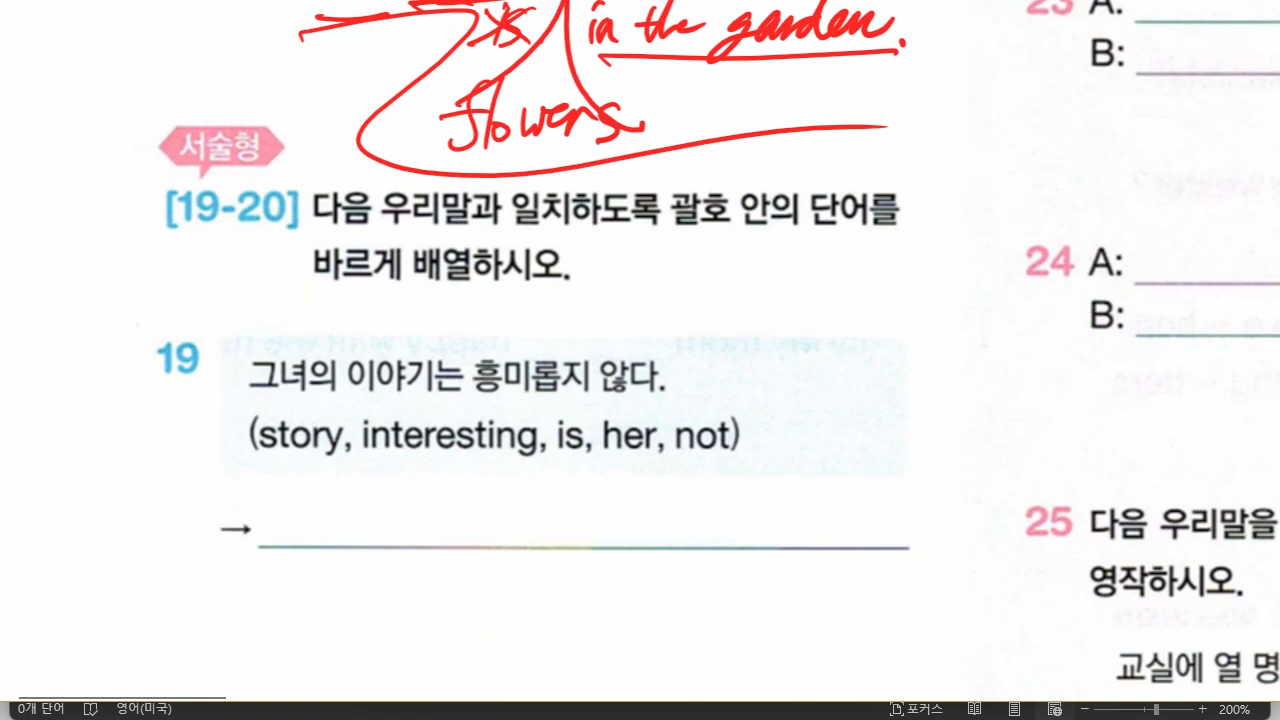 in the garden.
flowers
서술형
[19-20] 다음 우리말과 일치하도록 괄호 안의 단어를
바르게 배열하시오.
19
그녀의 이야기는 흥미롭지 않다.
(story, interesting, is, her, not)
→
23 A:
B:
24 A:
B:
25 다음 우리말을
영작하시오.
교실에 열 명
0개 단어 영어(미국) 포커스 200%